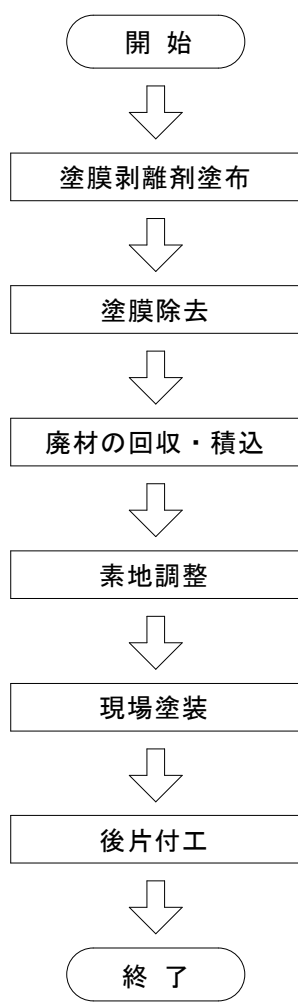 開 始
塗膜剥離剤塗布
塗膜除去
廃材の回収・積込
素地調整
現場塗装
後片付工
終 了